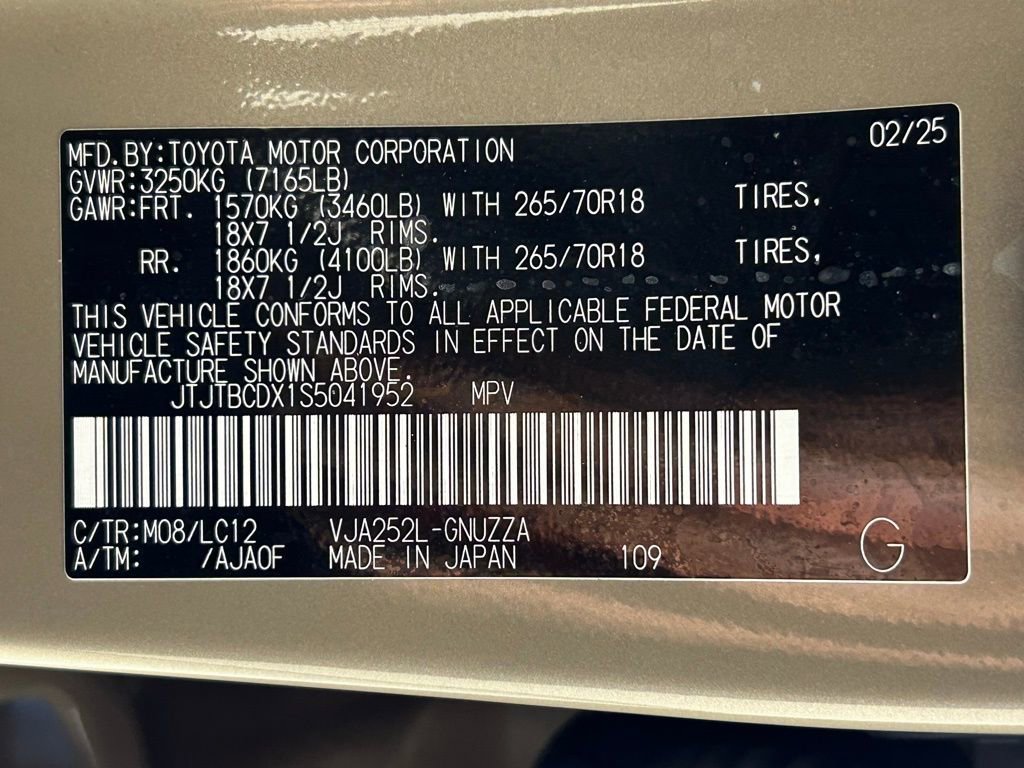 02/25
MFD.BY:TOYOTA MOTOR CORPORATION
GVWR:3250KG (7165LB)
GAWR:FRT. 1570KG (3460LB) WITH 265/70R18 TIRES,
18X7 1/2J RIMS.
RR. 1860KG (4100LB) WITH 265/70R18 TIRES,
18X7 1/2J RIMS.
THIS VEHICLE CONFORMS TO ALL APPLICABLE FEDERAL MOTOR
VEHICLE SAFETY STANDARDS IN EFFECT ON THE DATE OF
MANUFACTURE SHOWN ABOVE.
JTJTBCDX1S5041952 MPV
C/TR:M08/LC12 VJA252L-GNUZZA
A/TM: /AJA0F MADE IN JAPAN 109 G